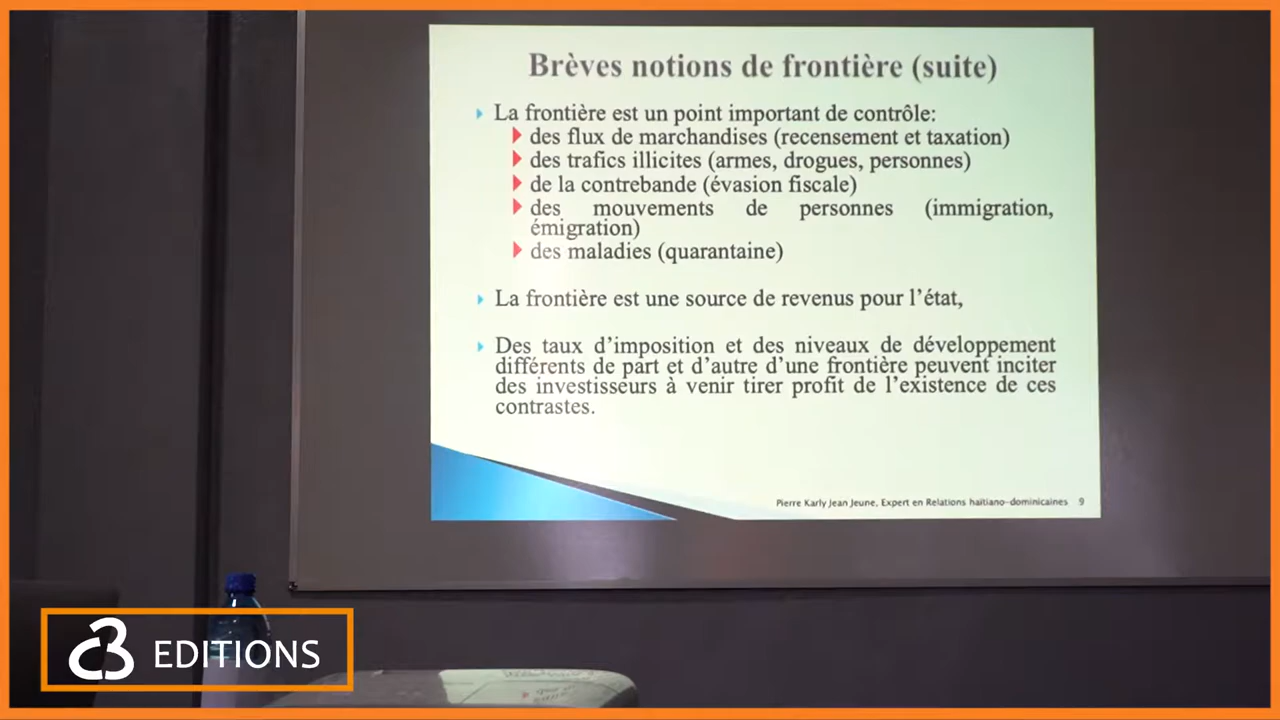 Brèves notions de frontière (suite)
La frontière est un point important de contrôle:
des flux de marchandises (recensement et taxation)
des trafics illicites (armes, drogues, personnes)
de la contrebande (évasion fiscale)
des mouvements de personnes (immigration,
émigration)
des maladies (quarantaine)
La frontière est une source de revenus pour l'état,
Des taux d'imposition et des niveaux de développement
différents de part et d'autre d'une frontière peuvent inciter
des investisseurs à venir tirer profit de l'existence de ces
contrastes.
Pierre Karly Jean Jeune, Expert en Relations haïtiano-dominicaines 9
EDITIONS